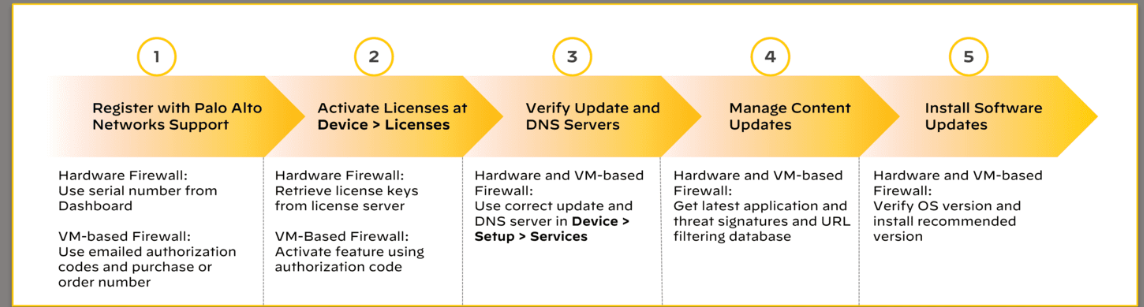 1
Register with Palo Alto
Networks Support
Hardware Firewall:
Use serial number from
Dashboard
VM-based Firewall:
Use emailed authorization
codes and purchase or
order number
2
Activate Licenses at
Device > Licenses
Hardware Firewall:
Retrieve license keys
from license server
VM-Based Firewall:
Activate feature using
authorization code
3
Verify Update and
DNS Servers
Hardware and VM-based
Firewall:
Use correct update and
DNS server in Device >
Setup > Services
4
Manage Content
Updates
Hardware and VM-based
Firewall:
Get latest application and
threat signatures and URL
filtering database
5
Install Software
Updates
Hardware and VM-based
Firewall:
Verify OS version and
install recommended
version